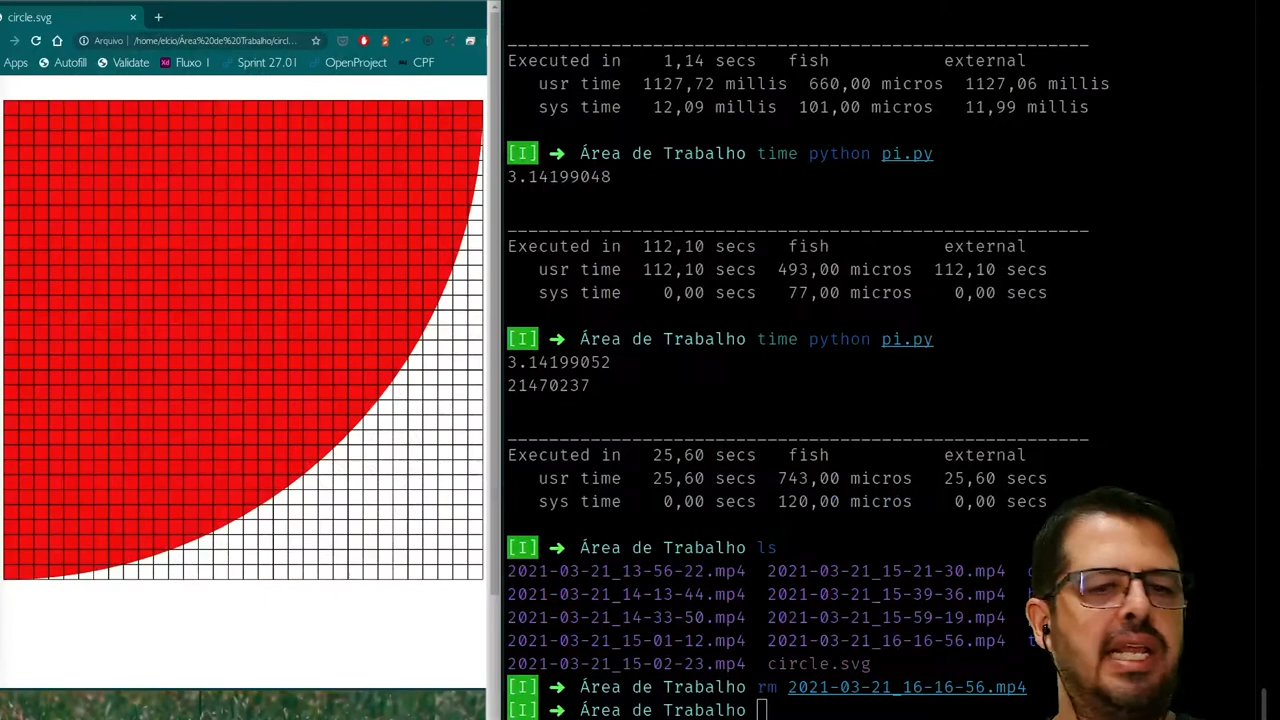 circle.svg
Arquivo /home/elcio/Área%20de%20Trabalho/circl...
Apps Autofill Validate Xd Fluxo 1 Sprint 27.01 OpenProject CPF
Executed in 1,14 secs fish external
usr time 1127,72 millis 660,00 micros 1127,06 millis
sys time 12,09 millis 101,00 micros 11,99 millis
[I] ➜ Área de Trabalho time python pi.py
3.14199048
Executed in 112,10 secs fish external
usr time 112,10 secs 493,00 micros 112,10 secs
sys time 0,00 secs 77,00 micros 0,00 secs
[I] ➜ Área de Trabalho time python pi.py
3.14199052
21470237
Executed in 25,60 secs fish external
usr time 25,60 secs 743,00 micros 25,60 secs
sys time 0,00 secs 120,00 micros 0,00 secs
[I] ➜ Área de Trabalho ls
2021-03-21_13-56-22.mp4 2021-03-21_15-21-30.mp4
2021-03-21_14-13-44.mp4 2021-03-21_15-39-36.mp4
2021-03-21_14-33-50.mp4 2021-03-21_15-59-19.mp4
2021-03-21_15-01-12.mp4 2021-03-21_16-16-56.mp4
2021-03-21_15-02-23.mp4 circle.svg
[I] ➜ Área de Trabalho rm 2021-03-21_16-16-56.mp4
[I] ➜ Área de Trabalho